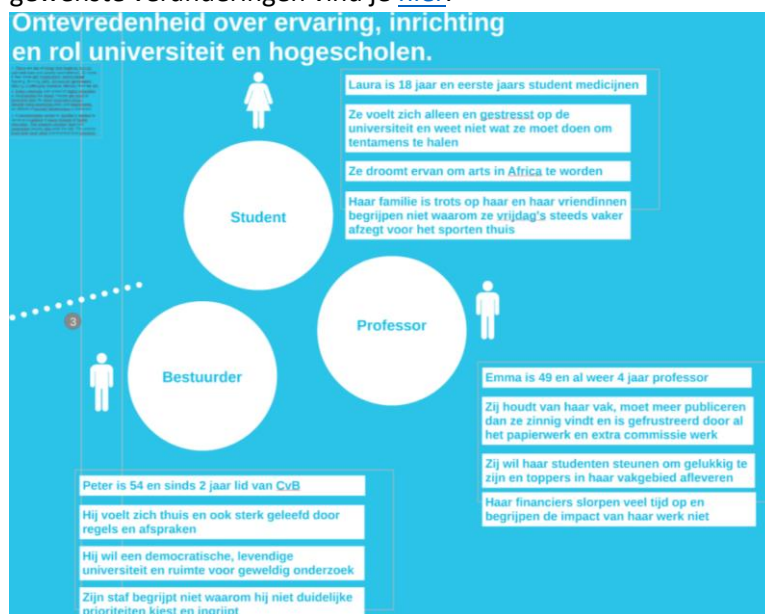 gewenste veranderingen vind je hier.
Ontevredenheid over ervaring, inrichting
en rol universiteit en hogescholen.
Laura is 18 jaar en eerste jaars student medicijnen
Ze voelt zich alleen en gestresst op de
universiteit en weet niet wat ze moet doen om
tentamens te halen
Ze droomt ervan om arts in Africa te worden
Haar familie is trots op haar en haar vriendinnen
begrijpen niet waarom ze vrijdag's steeds vaker
afzegt voor het sporten thuis
Student
Professor
3
Bestuurder
Emma is 49 en al weer 4 jaar professor
Zij houdt van haar vak, moet meer publiceren
dan ze zinnig vindt en is gefrustreerd door al
het papierwerk en extra commissie werk
Zij wil haar studenten steunen om gelukkig te
zijn en toppers in haar vakgebied afleveren
Haar financiers slorpen veel tijd op en
begrijpen de impact van haar werk niet
Peter is 54 en sinds 2 jaar lid van CvB
Hij voelt zich thuis en ook sterk geleefd door
regels en afspraken
Hij wil een democratische, levendige
universiteit en ruimte voor geweldig onderzoek
Zijn staf begrijpt niet waarom hij niet duidelijke
prioriteiten kiest en ingrijpt